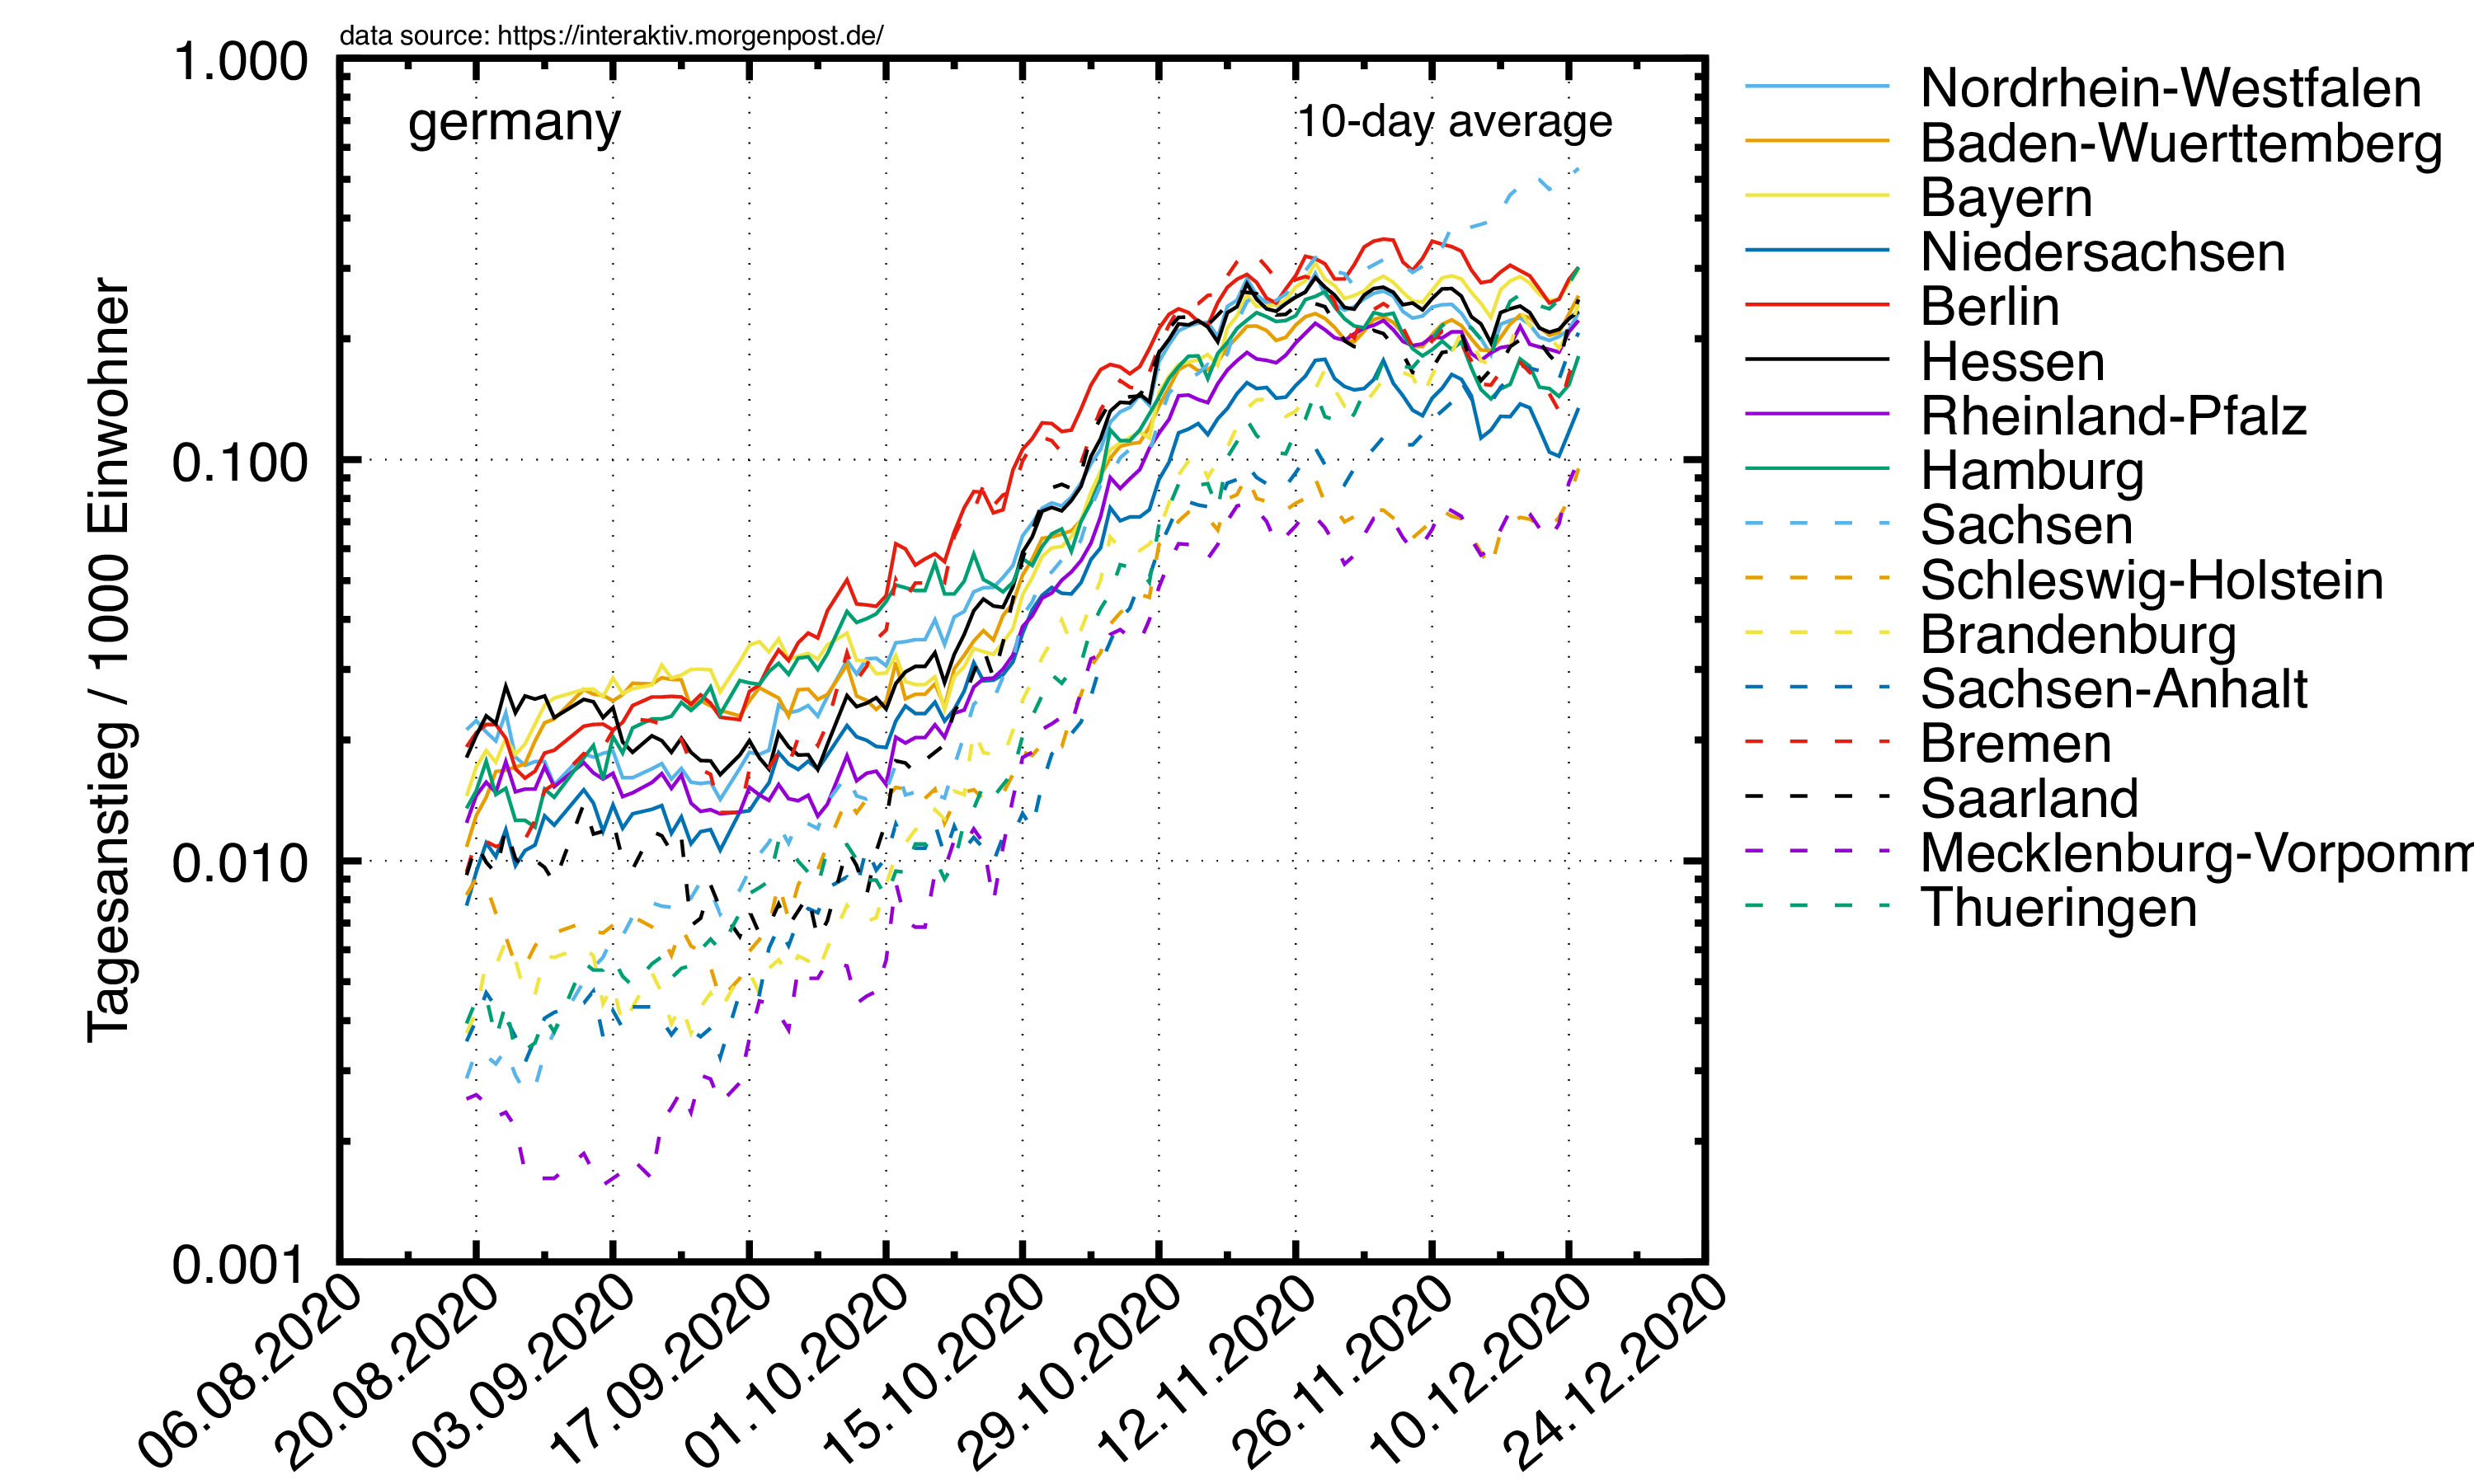 data source: https://interaktiv.morgenpost.de/
germany
10-day average
Tagesanstieg / 1000 Einwohner
1.000
0.100
0.010
0.001
06.08.2020
20.08.2020
03.09.2020
17.09.2020
01.10.2020
15.10.2020
29.10.2020
12.11.2020
26.11.2020
10.12.2020
24.12.2020
Nordrhein-Westfalen
Baden-Wuerttemberg
Bayern
Niedersachsen
Berlin
Hessen
Rheinland-Pfalz
Hamburg
Sachsen
Schleswig-Holstein
Brandenburg
Sachsen-Anhalt
Bremen
Saarland
Mecklenburg-Vorpomm
Thueringen